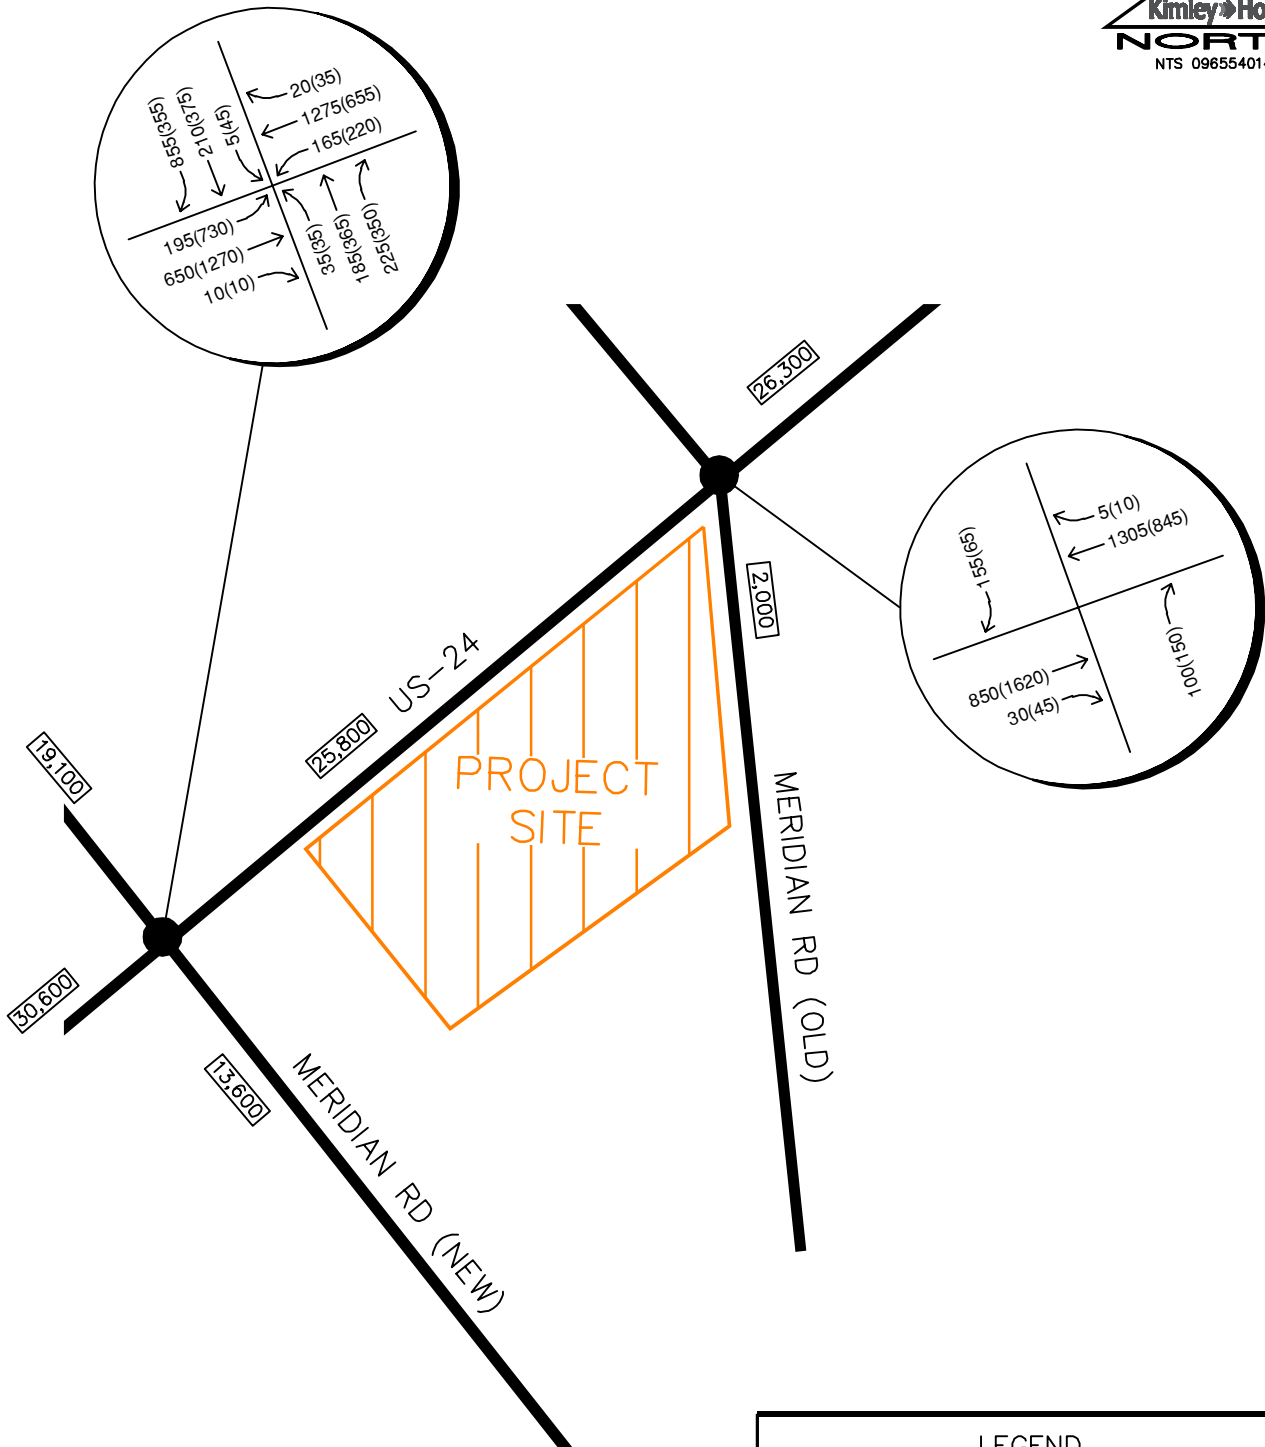 Kimley»Ho
NORT
NTS 09655401
20(35)
1275(655)
165(220)
855(355)
210(375)
5(45)
195(730)
650(1270)
10(10)
35(35)
185(365)
225(350)
26,300
5(10)
1305(845)
155(65)
850(1620)
30(45)
100(150)
2,000
US-24
25,800
19,100
PROJECT
SITE
MERIDIAN RD (OLD)
30,600
13,600
MERIDIAN RD (NEW)
LEGEND